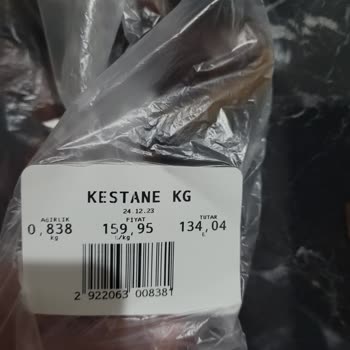 KESTANE KG
24.12.23
AĞIRLIK FİYAT TUTAR
0,838 159,95 134,04
kg ₺/kg ₺
2 922063 008381